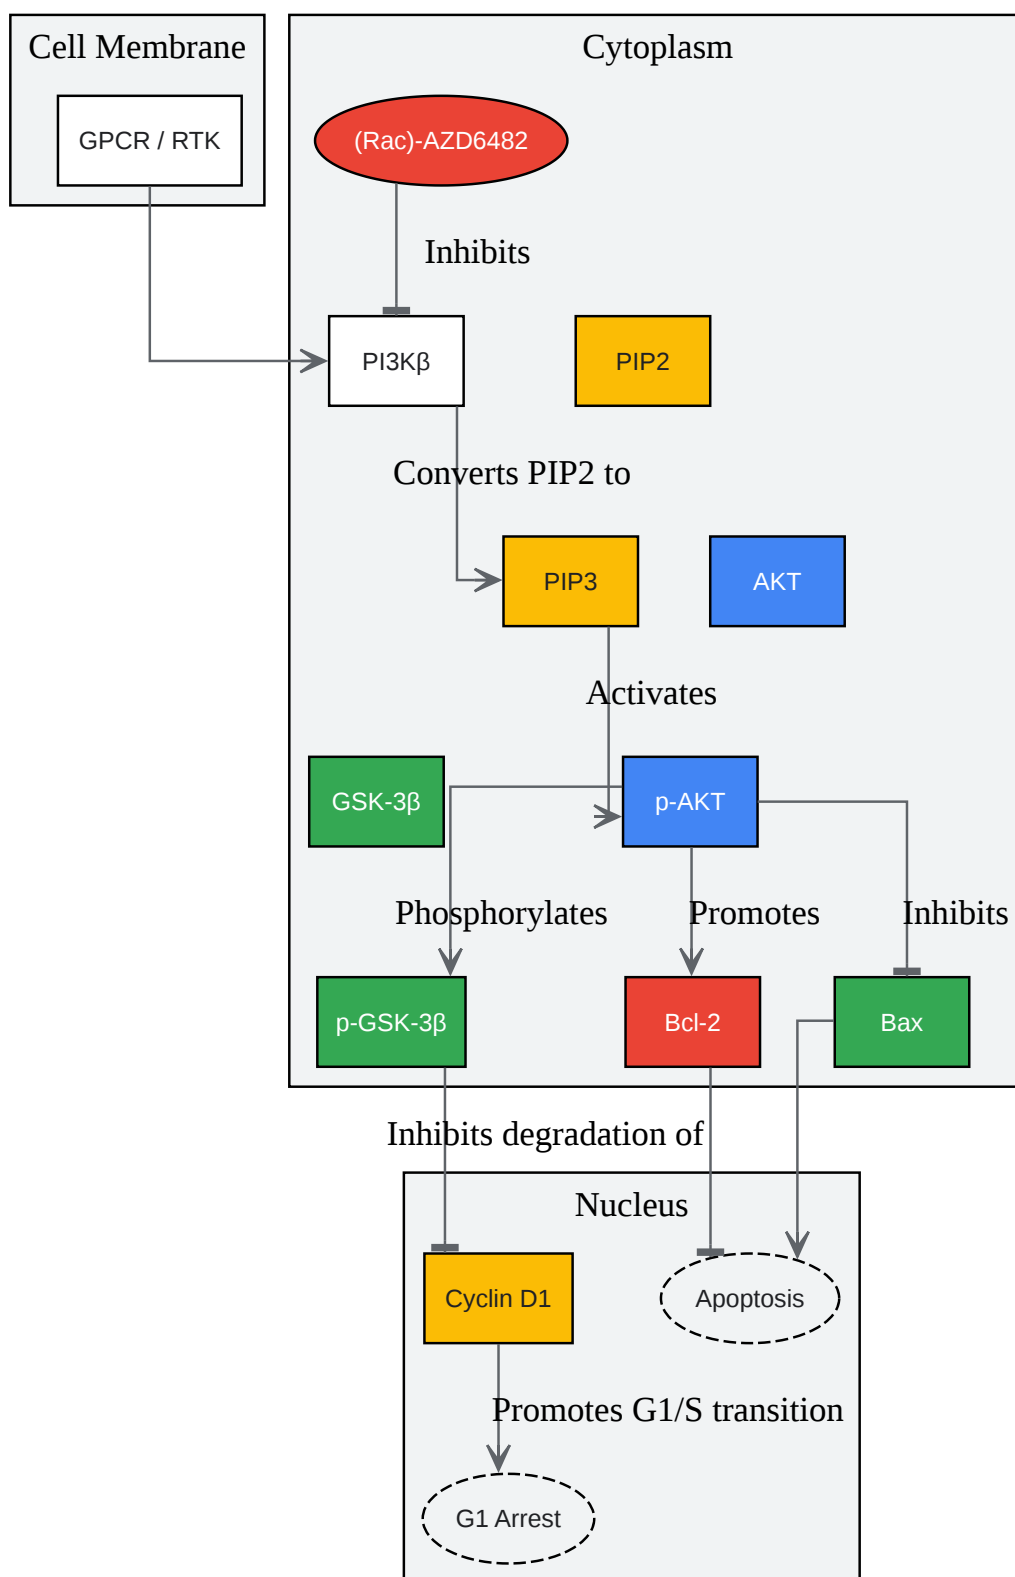 Cell Membrane
Cytoplasm
GPCR / RTK
(Rac)-AZD6482
Inhibits
PI3Kβ
PIP2
Converts PIP2 to
PIP3
AKT
Activates
GSK-3β
p-AKT
Phosphorylates
Promotes
Inhibits
p-GSK-3β
Bcl-2
Bax
Inhibits degradation of
Nucleus
Cyclin D1
Apoptosis
Promotes G1/S transition
G1 Arrest